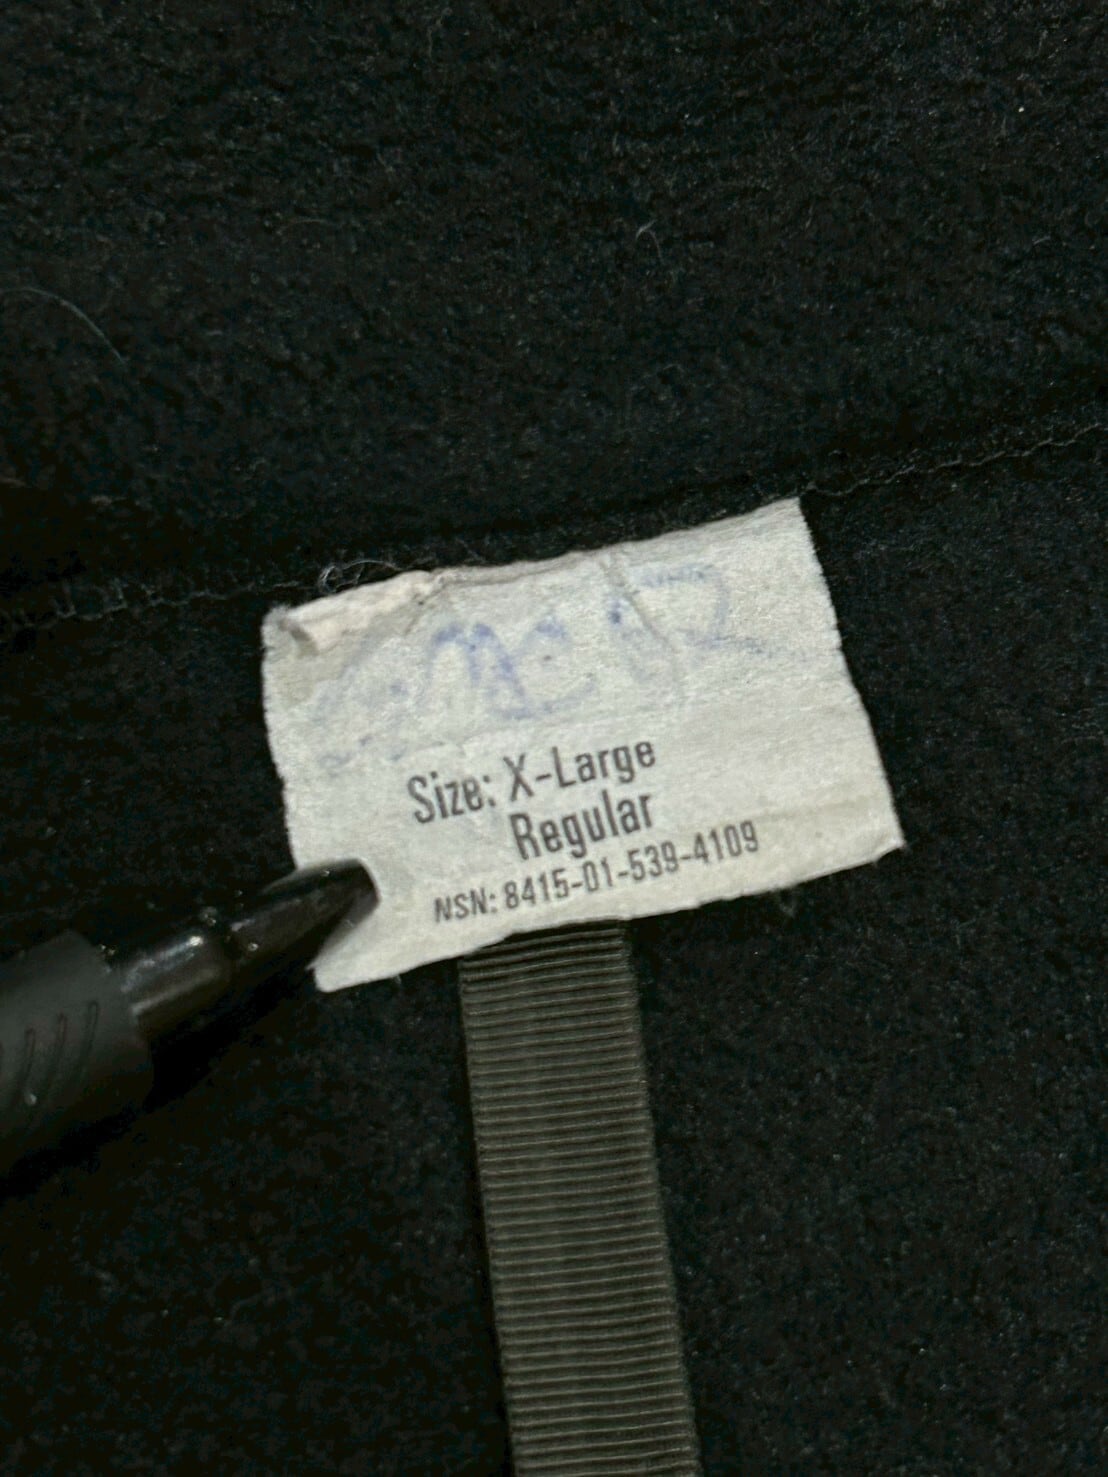 Size: X-Large
Regular
NSN: 8415-01-539-4109